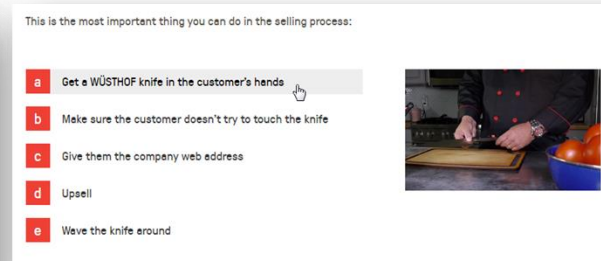 This is the most important thing you can do in the selling process:
a Get a WÜSTHOF knife in the customer's hands
b Make sure the customer doesn't try to touch the knife
c Give them the company web address
d Upsell
e Wave the knife around